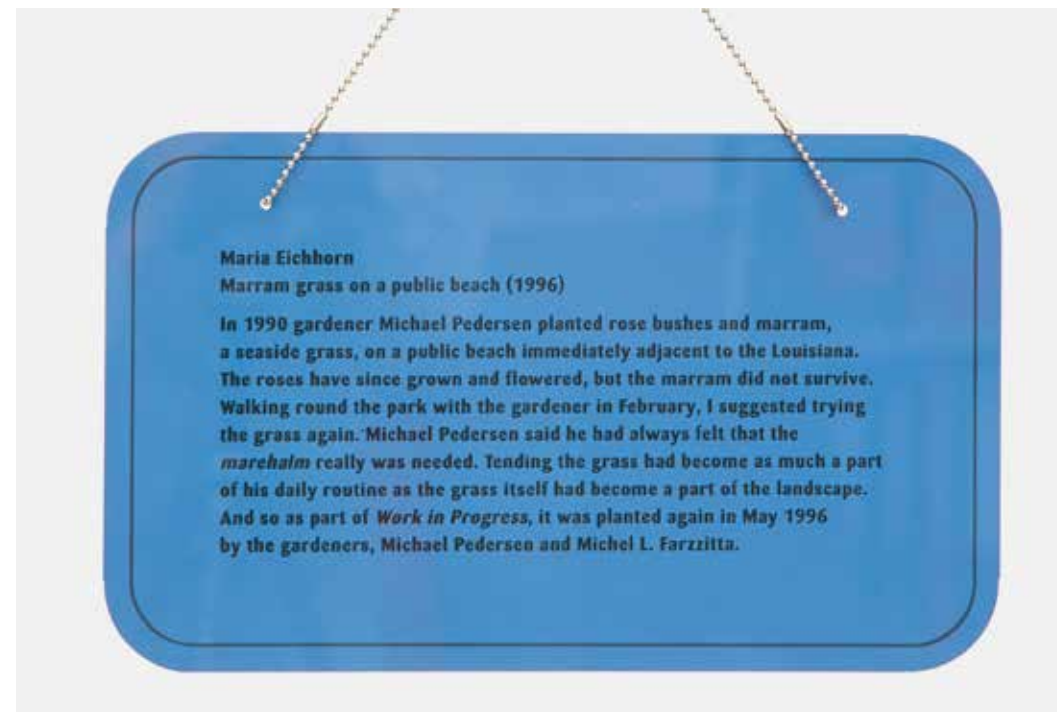 Maria Eichhorn
Marram grass on a public beach (1996)
In 1990 gardener Michael Pedersen planted rose bushes and marram,
a seaside grass, on a public beach immediately adjacent to the Louisiana.
The roses have since grown and flowered, but the marram did not survive.
Walking round the park with the gardener in February, I suggested trying
the grass again. Michael Pedersen said he had always felt that the
marehalm really was needed. Tending the grass had become as much a part
of his daily routine as the grass itself had become a part of the landscape.
And so as part of Work in Progress, it was planted again in May 1996
by the gardeners, Michael Pedersen and Michel L. Farzzitta.